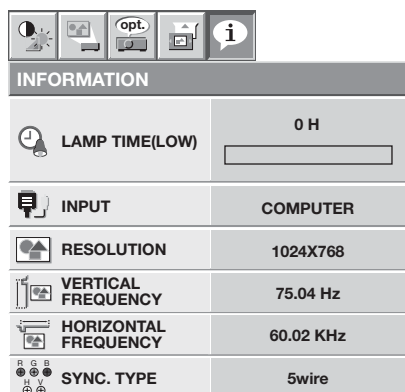 opt.
i
INFORMATION
LAMP TIME(LOW)
0 H
INPUT
COMPUTER
RESOLUTION
1024X768
VERTICAL
FREQUENCY
75.04 Hz
HORIZONTAL
FREQUENCY
60.02 KHz
R G B
H V
SYNC. TYPE
5wire